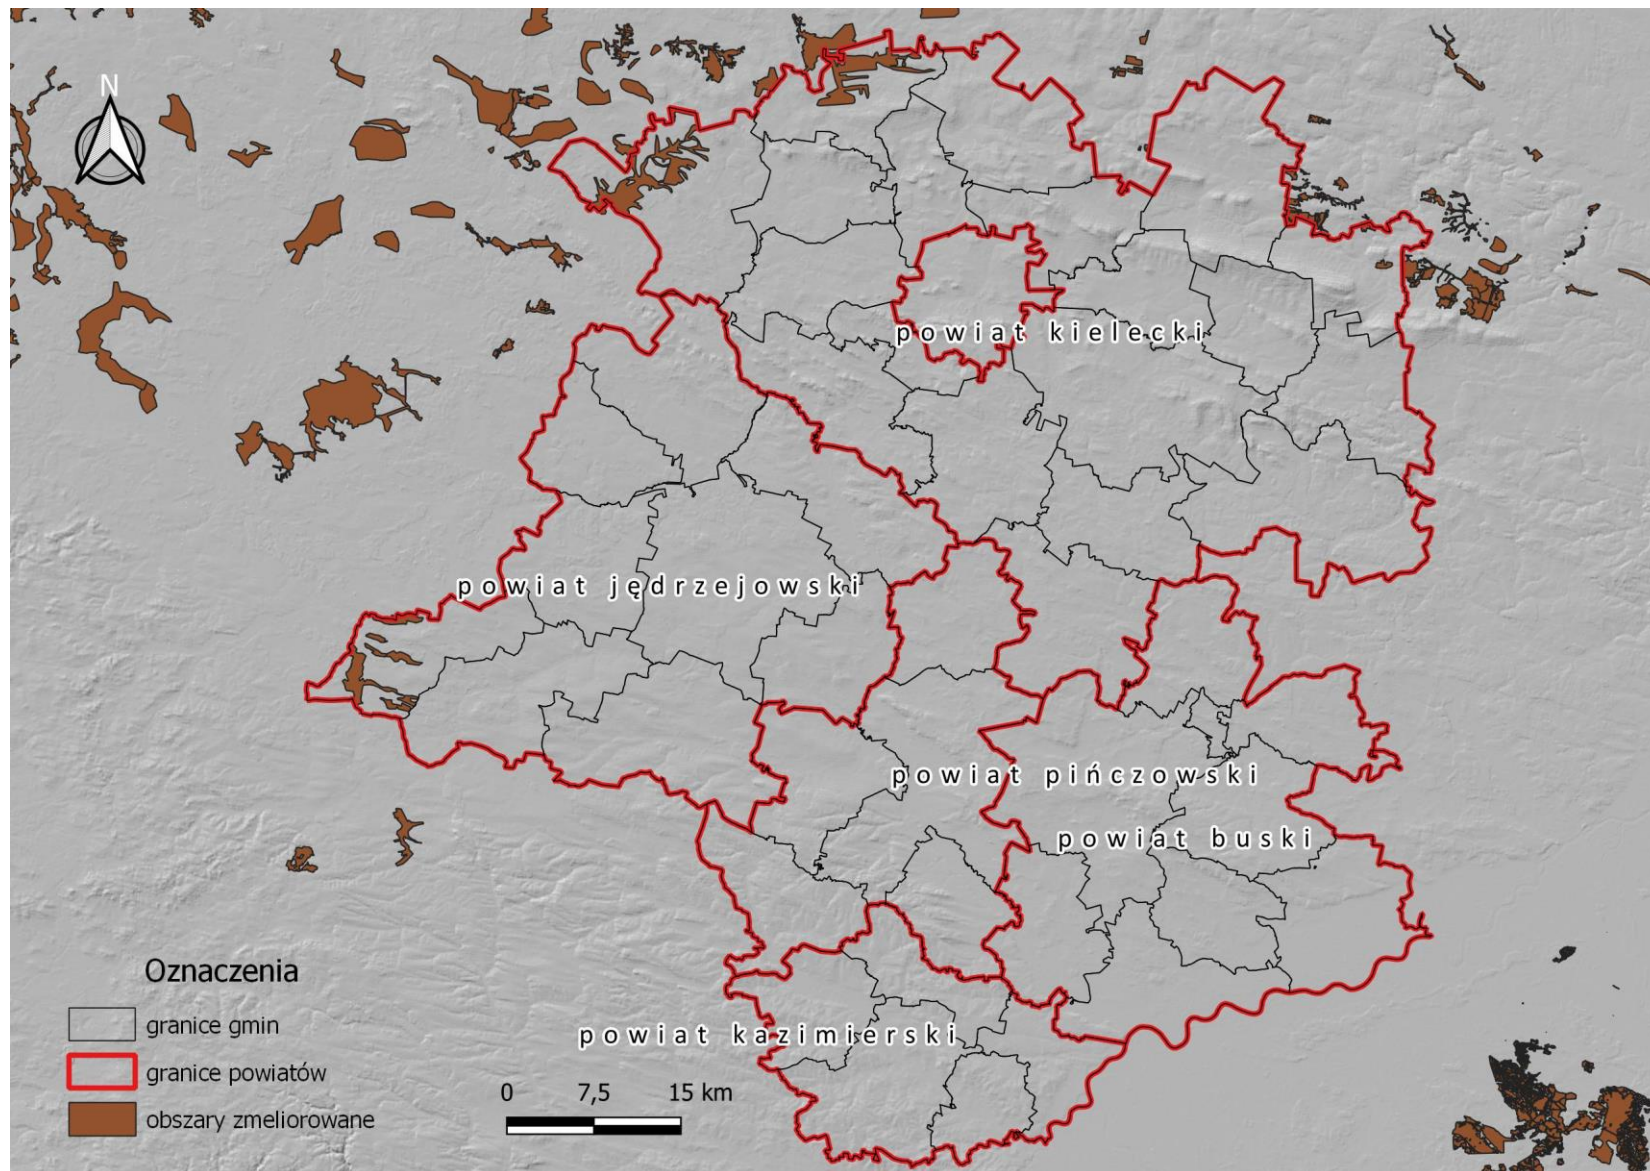 N
powiat kielecki
powiat jędrzejowski
powiat pińczowski
powiat buski
powiat kazimierski
Oznaczenia
granice gmin
granice powiatów
obszary zmeliorowane
0 7,5 15 km